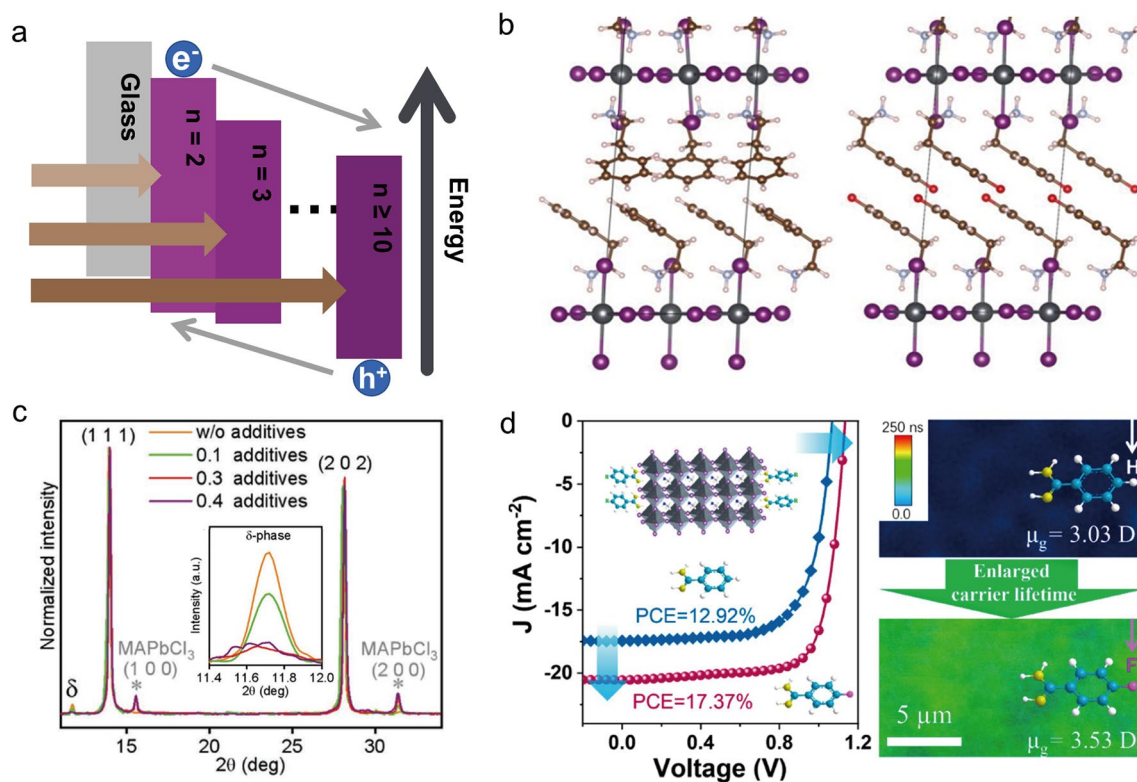 a
Glass
e-
n = 2
n = 3
n ≥ 10
Energy
h+
b
c
(1 1 1)
w/o additives
0.1 additives
0.3 additives
0.4 additives
(2 0 2)
δ-phase
Intensity (a.u.)
11.4 11.6 11.8 12.0
2θ (deg)
MAPbCl₃
(1 0 0)
*
MAPbCl₃
(2 0 0)
*
δ
Normalized intensity
15 20 25 30
2θ (deg)
d
0
-5
-10
-15
-20
J (mA cm⁻²)
PCE=12.92%
PCE=17.37%
0.0 0.4 0.8 1.2
Voltage (V)
250 ns
0.0
H
μg = 3.03 D
Enlarged
carrier lifetime
F
5 μm
μg = 3.53 D